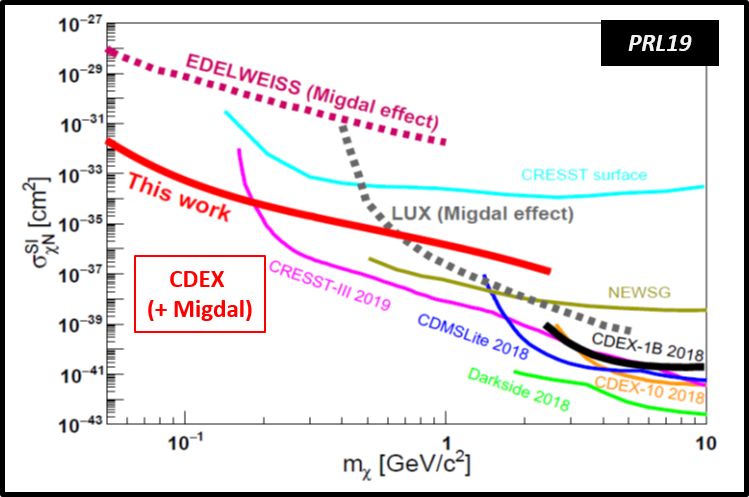 PRL19
10⁻²⁷
10⁻²⁹
10⁻³¹
10⁻³³
10⁻³⁵
10⁻³⁷
10⁻³⁹
10⁻⁴¹
10⁻⁴³
σ^SI_χN [cm²]
EDELWEISS (Migdal effect)
CRESST surface
This work
LUX (Migdal effect)
CDEX
(+ Migdal)
CRESST-III 2019
NEWSG
CDMSLite 2018
CDEX-1B 2018
Darkside 2018
CDEX-10 2018
10⁻¹
1
10
mχ [GeV/c²]